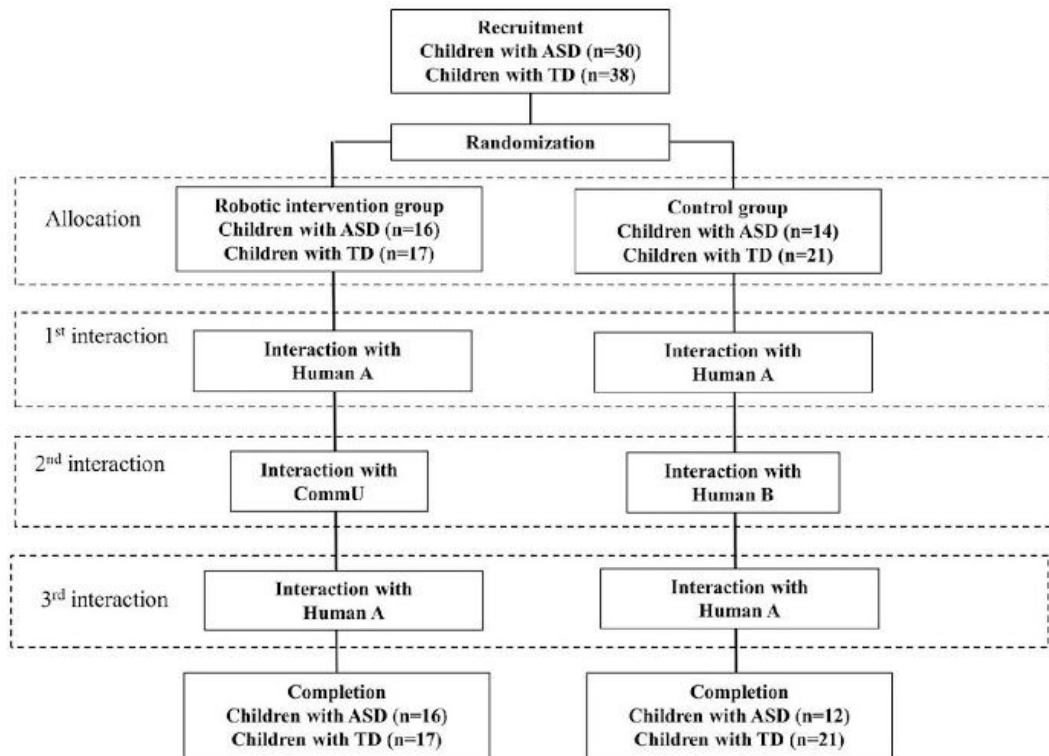 Recruitment
Children with ASD (n=30)
Children with TD (n=38)
Randomization
Allocation
Robotic intervention group
Children with ASD (n=16)
Children with TD (n=17)
Control group
Children with ASD (n=14)
Children with TD (n=21)
1st interaction
Interaction with
Human A
Interaction with
Human A
2nd interaction
Interaction with
CommU
Interaction with
Human B
3rd interaction
Interaction with
Human A
Interaction with
Human A
Completion
Children with ASD (n=16)
Children with TD (n=17)
Completion
Children with ASD (n=12)
Children with TD (n=21)